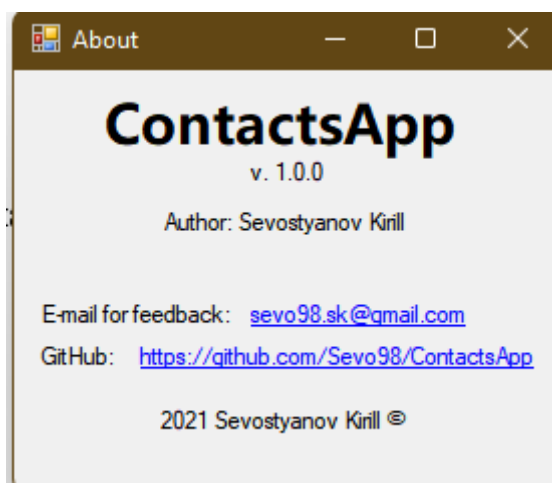 About
ContactsApp
v. 1.0.0
Author: Sevostyanov Kirill
E-mail for feedback: sevo98.sk@gmail.com
GitHub: https://github.com/Sevo98/ContactsApp
2021 Sevostyanov Kirill ©